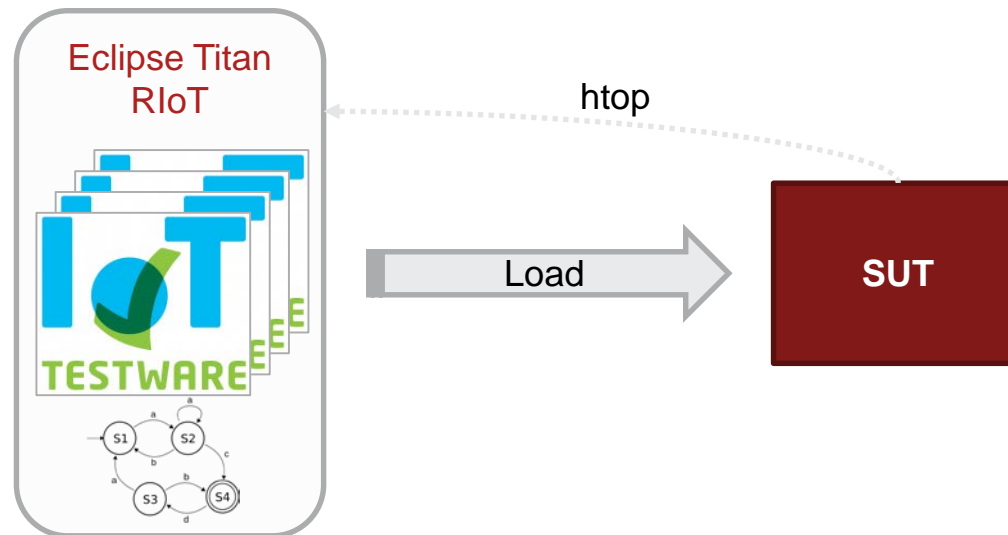 Eclipse Titan
RIoT
htop
IoT
TESTWARE
E
E
E
Load
SUT
a
a
S1
S2
b
c
a
b
S3
S4
d